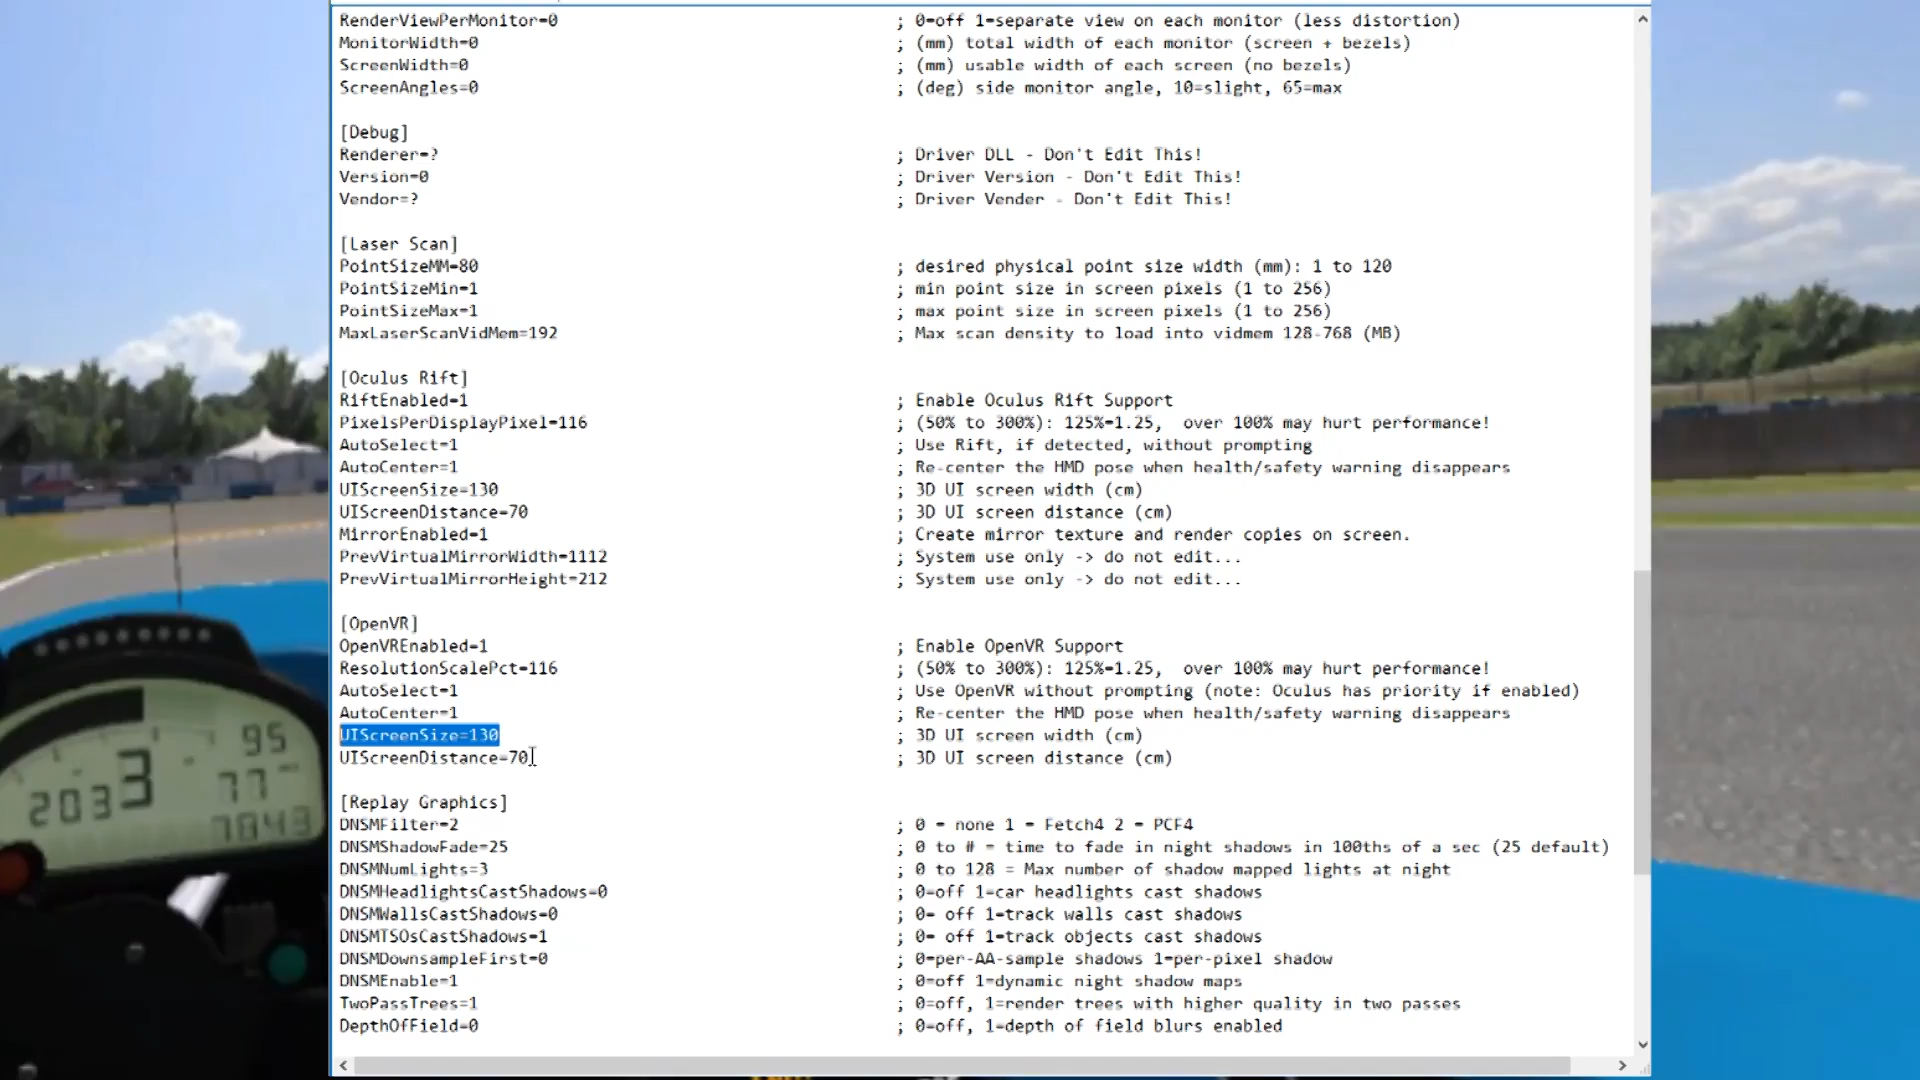 RenderViewPerMonitor=0 ; 0=off 1=separate view on each monitor (less distortion)
MonitorWidth=0 ; (mm) total width of each monitor (screen + bezels)
ScreenWidth=0 ; (mm) usable width of each screen (no bezels)
ScreenAngles=0 ; (deg) side monitor angle, 10=slight, 65=max
[Debug]
Renderer=? ; Driver DLL - Don't Edit This!
Version=0 ; Driver Version - Don't Edit This!
Vendor=? ; Driver Vender - Don't Edit This!
[Laser Scan]
PointSizeMM=80 ; desired physical point size width (mm): 1 to 120
PointSizeMin=1 ; min point size in screen pixels (1 to 256)
PointSizeMax=1 ; max point size in screen pixels (1 to 256)
MaxLaserScanVidMem=192 ; Max scan density to load into vidmem 128-768 (MB)
[Oculus Rift]
RiftEnabled=1 ; Enable Oculus Rift Support
PixelsPerDisplayPixel=116 ; (50% to 300%): 125%=1.25, over 100% may hurt performance!
AutoSelect=1 ; Use Rift, if detected, without prompting
AutoCenter=1 ; Re-center the HMD pose when health/safety warning disappears
UIScreenSize=130 ; 3D UI screen width (cm)
UIScreenDistance=70 ; 3D UI screen distance (cm)
MirrorEnabled=1 ; Create mirror texture and render copies on screen.
PrevVirtualMirrorWidth=1112 ; System use only -> do not edit...
PrevVirtualMirrorHeight=212 ; System use only -> do not edit...
[OpenVR]
OpenVREnabled=1 ; Enable OpenVR Support
ResolutionScalePct=116 ; (50% to 300%): 125%=1.25, over 100% may hurt performance!
AutoSelect=1 ; Use OpenVR without prompting (note: Oculus has priority if enabled)
AutoCenter=1 ; Re-center the HMD pose when health/safety warning disappears
UIScreenSize=130 ; 3D UI screen width (cm)
UIScreenDistance=70 ; 3D UI screen distance (cm)
[Replay Graphics]
DNSMFilter=2 ; 0 = none 1 = Fetch4 2 = PCF4
DNSMShadowFade=25 ; 0 to # = time to fade in night shadows in 100ths of a sec (25 default)
DNSMNumLights=3 ; 0 to 128 = Max number of shadow mapped lights at night
DNSMHeadlightsCastShadows=0 ; 0=off 1=car headlights cast shadows
DNSMWallsCastShadows=0 ; 0= off 1=track walls cast shadows
DNSMTSOsCastShadows=1 ; 0= off 1=track objects cast shadows
DNSMDownsampleFirst=0 ; 0=per-AA-sample shadows 1=per-pixel shadow
DNSMEnable=1 ; 0=off 1=dynamic night shadow maps
TwoPassTrees=1 ; 0=off, 1=render trees with higher quality in two passes
DepthOfField=0 ; 0=off, 1=depth of field blurs enabled
95
203 3 77
7843